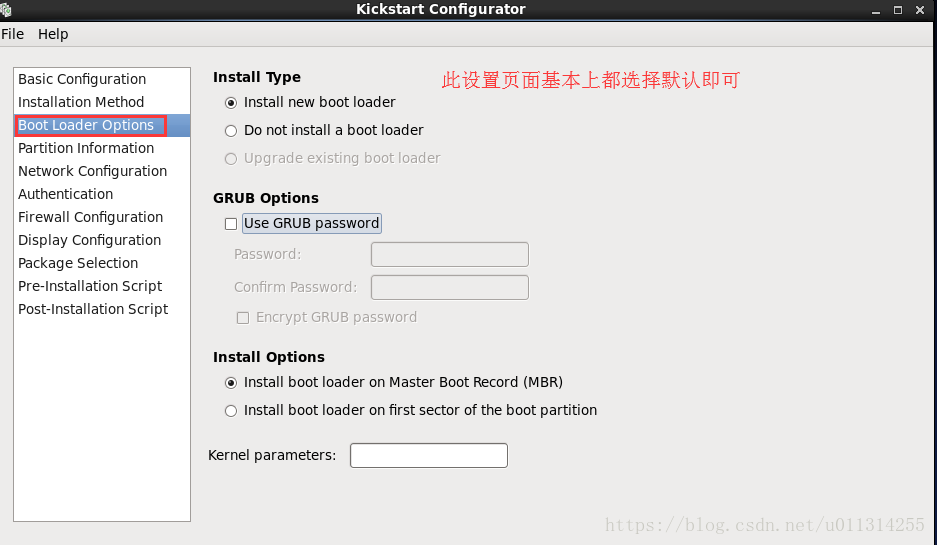 Kickstart Configurator
File Help
Basic Configuration
Installation Method
Boot Loader Options
Partition Information
Network Configuration
Authentication
Firewall Configuration
Display Configuration
Package Selection
Pre-Installation Script
Post-Installation Script
Install Type
此设置页面基本上都选择默认即可
Install new boot loader
Do not install a boot loader
Upgrade existing boot loader
GRUB Options
Use GRUB password
Password:
Confirm Password:
Encrypt GRUB password
Install Options
Install boot loader on Master Boot Record (MBR)
Install boot loader on first sector of the boot partition
Kernel parameters:
https://blog.csdn.net/u011314255